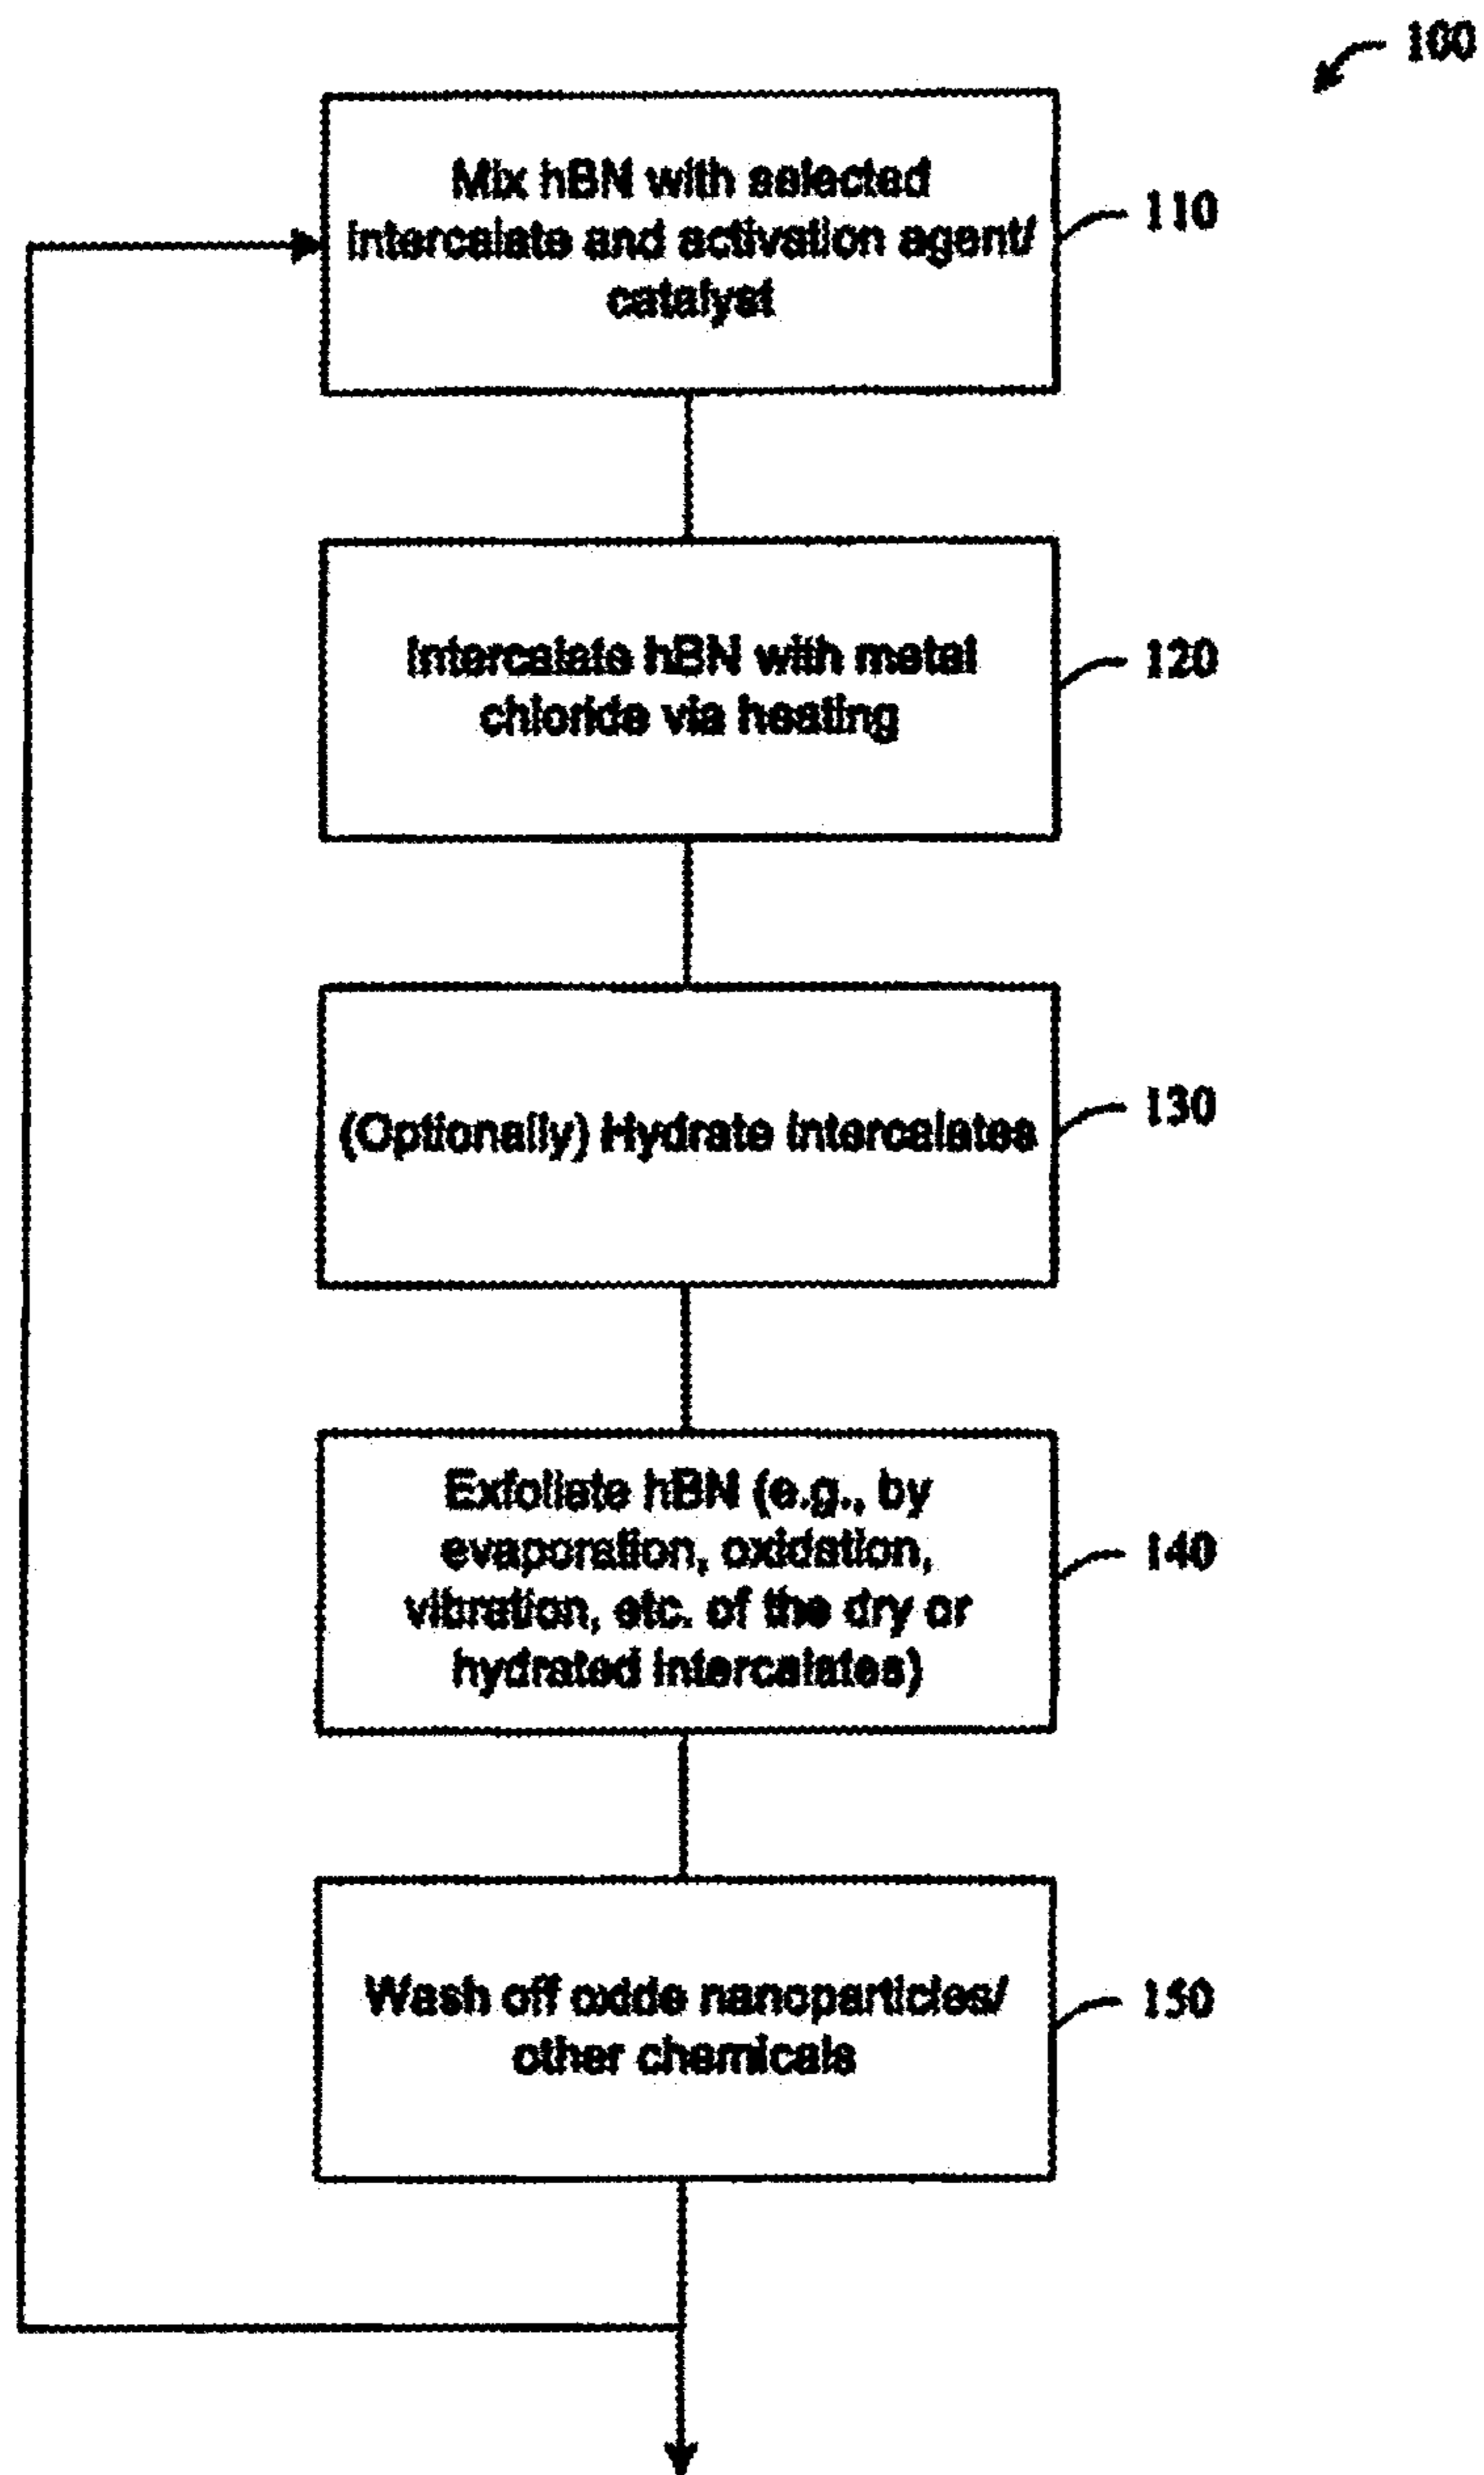 100
Mix hBN with selected
intercalate and activation agent/
catalyst
110
Intercalate hBN with metal
chloride via heating
120
(Optionally) Hydrate intercalates
130
Exfoliate hBN (e.g., by
evaporation, oxidation,
vibration, etc. of the dry or
hydrated intercalates)
140
Wash off oxide nanoparticles/
other chemicals
150